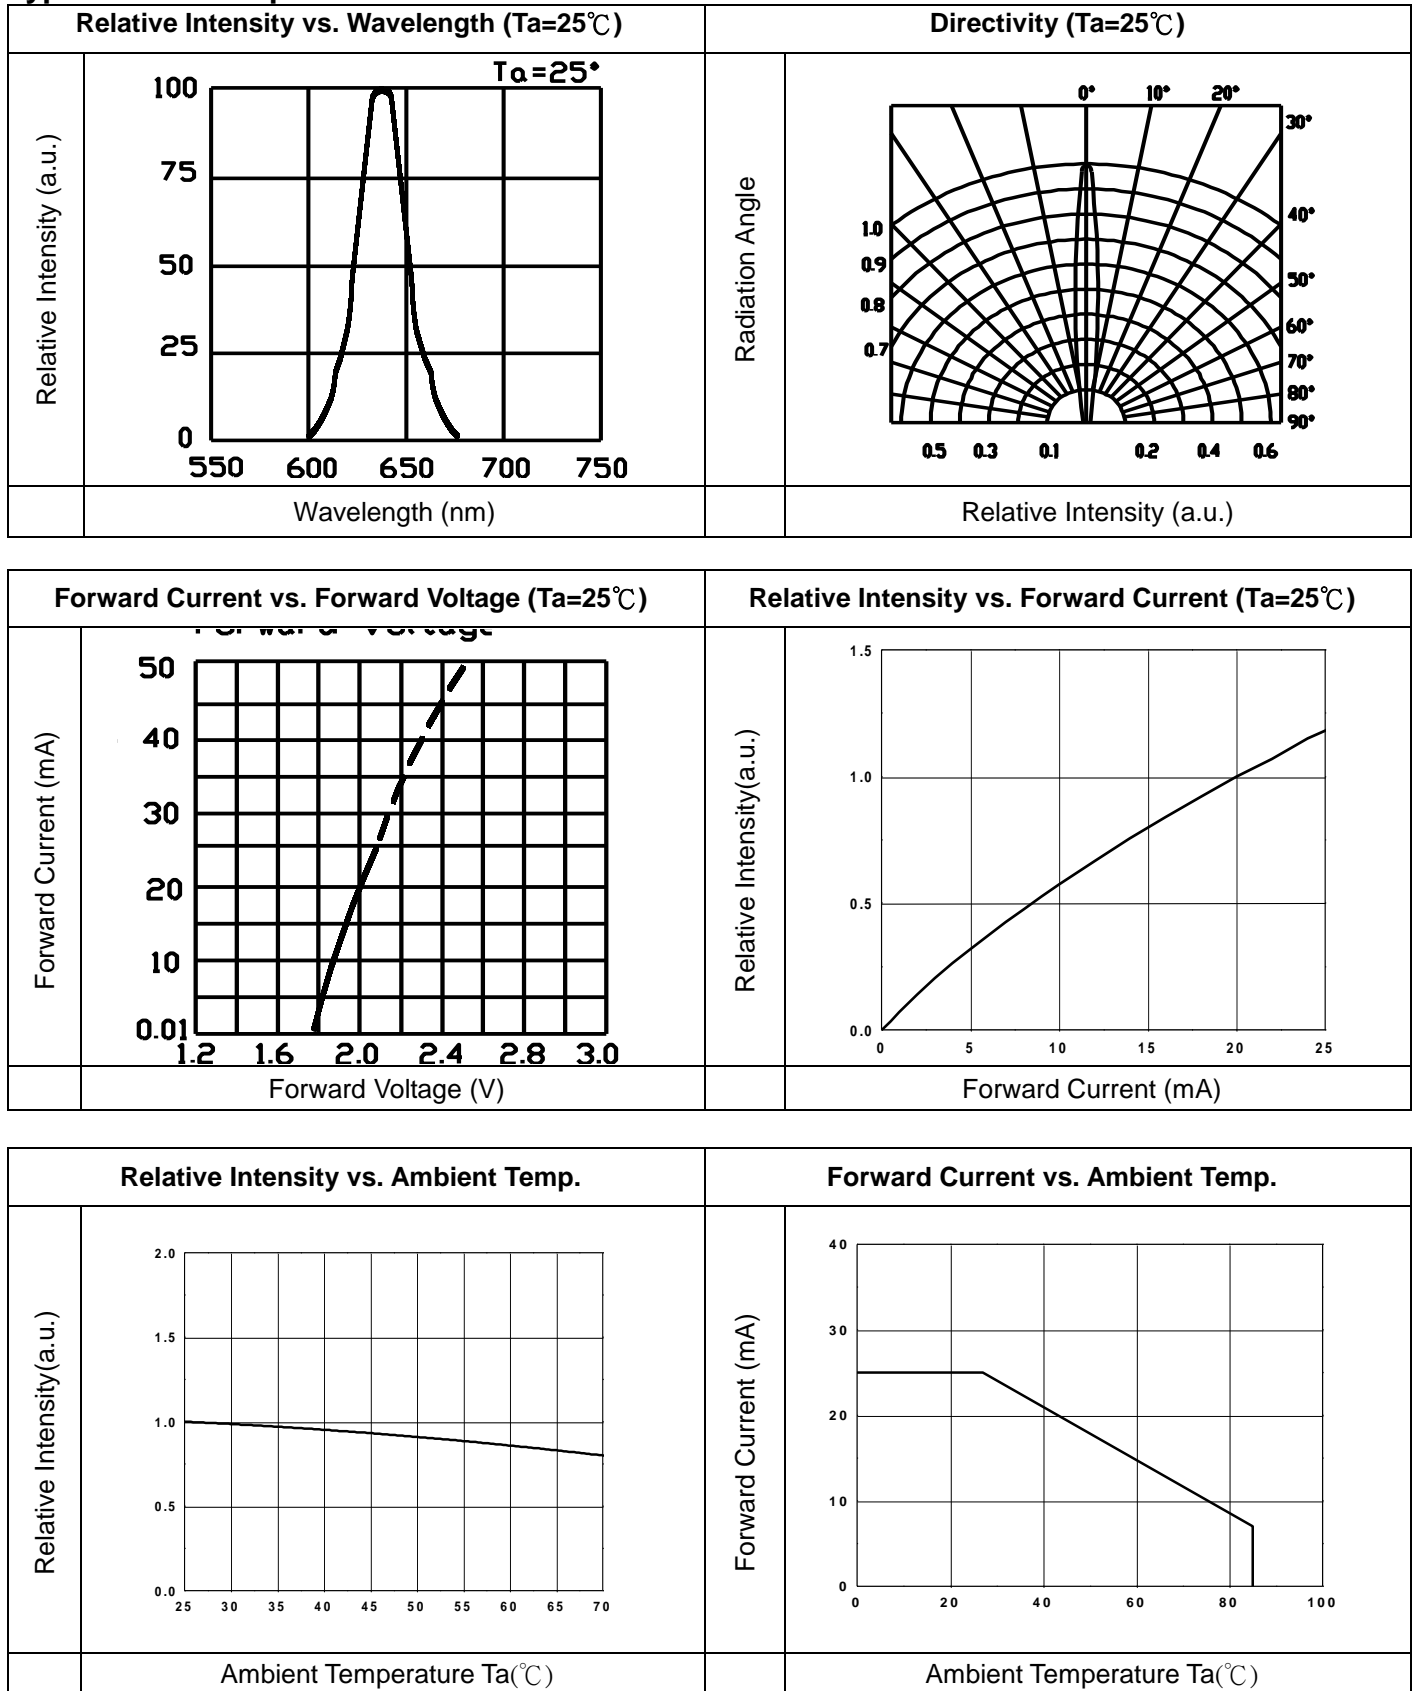 Relative Intensity vs. Wavelength (Ta=25℃)
Directivity (Ta=25℃)
Relative Intensity (a.u.)
Ta=25°
100
75
50
25
0
550 600 650 700 750
Wavelength (nm)
Radiation Angle
0° 10° 20°
30°
40°
50°
60°
70°
80°
90°
1.0
0.9
0.8
0.7
0.5 0.3 0.1 0.2 0.4 0.6
Relative Intensity (a.u.)
Forward Current vs. Forward Voltage (Ta=25℃)
Relative Intensity vs. Forward Current (Ta=25℃)
Forward Current (mA)
Forward Voltage
50
40
30
20
10
0.01
1.2 1.6 2.0 2.4 2.8 3.0
Forward Voltage (V)
Relative Intensity(a.u.)
1.5
1.0
0.5
0.0
0 5 10 15 20 25
Forward Current (mA)
Relative Intensity vs. Ambient Temp.
Forward Current vs. Ambient Temp.
Relative Intensity(a.u.)
2.0
1.5
1.0
0.5
0.0
25 30 35 40 45 50 55 60 65 70
Ambient Temperature Ta(℃)
Forward Current (mA)
40
30
20
10
0
0 20 40 60 80 100
Ambient Temperature Ta(℃)